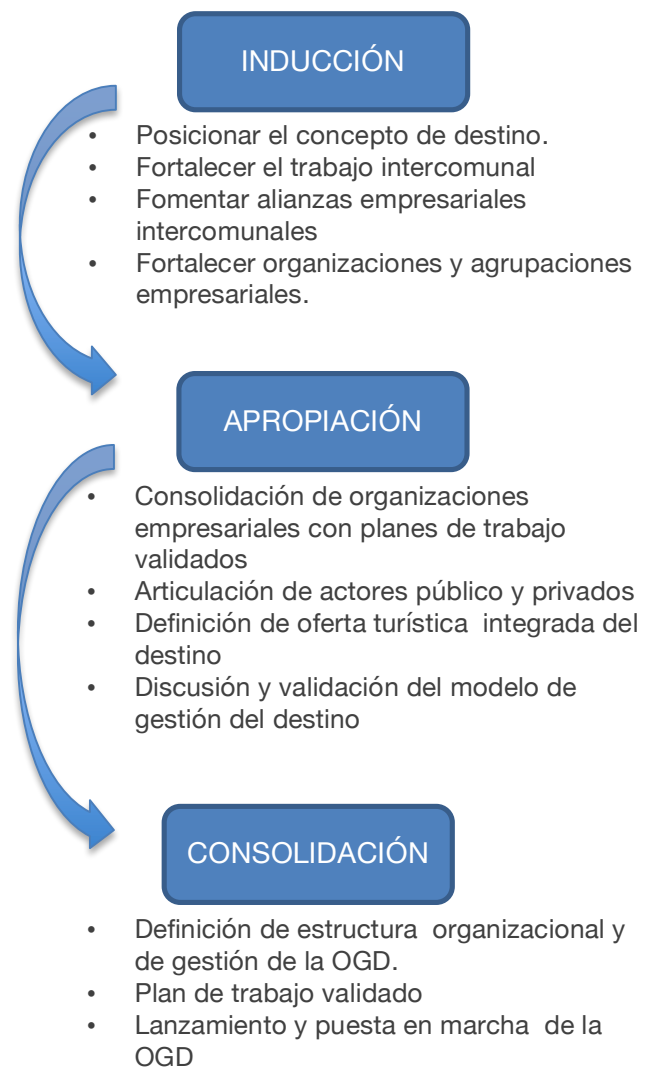 INDUCCIÓN
• Posicionar el concepto de destino.
• Fortalecer el trabajo intercomunal
• Fomentar alianzas empresariales
intercomunales
• Fortalecer organizaciones y agrupaciones
empresariales.
APROPIACIÓN
• Consolidación de organizaciones
empresariales con planes de trabajo
validados
• Articulación de actores público y privados
• Definición de oferta turística integrada del
destino
• Discusión y validación del modelo de
gestión del destino
CONSOLIDACIÓN
• Definición de estructura organizacional y
de gestión de la OGD.
• Plan de trabajo validado
• Lanzamiento y puesta en marcha de la
OGD